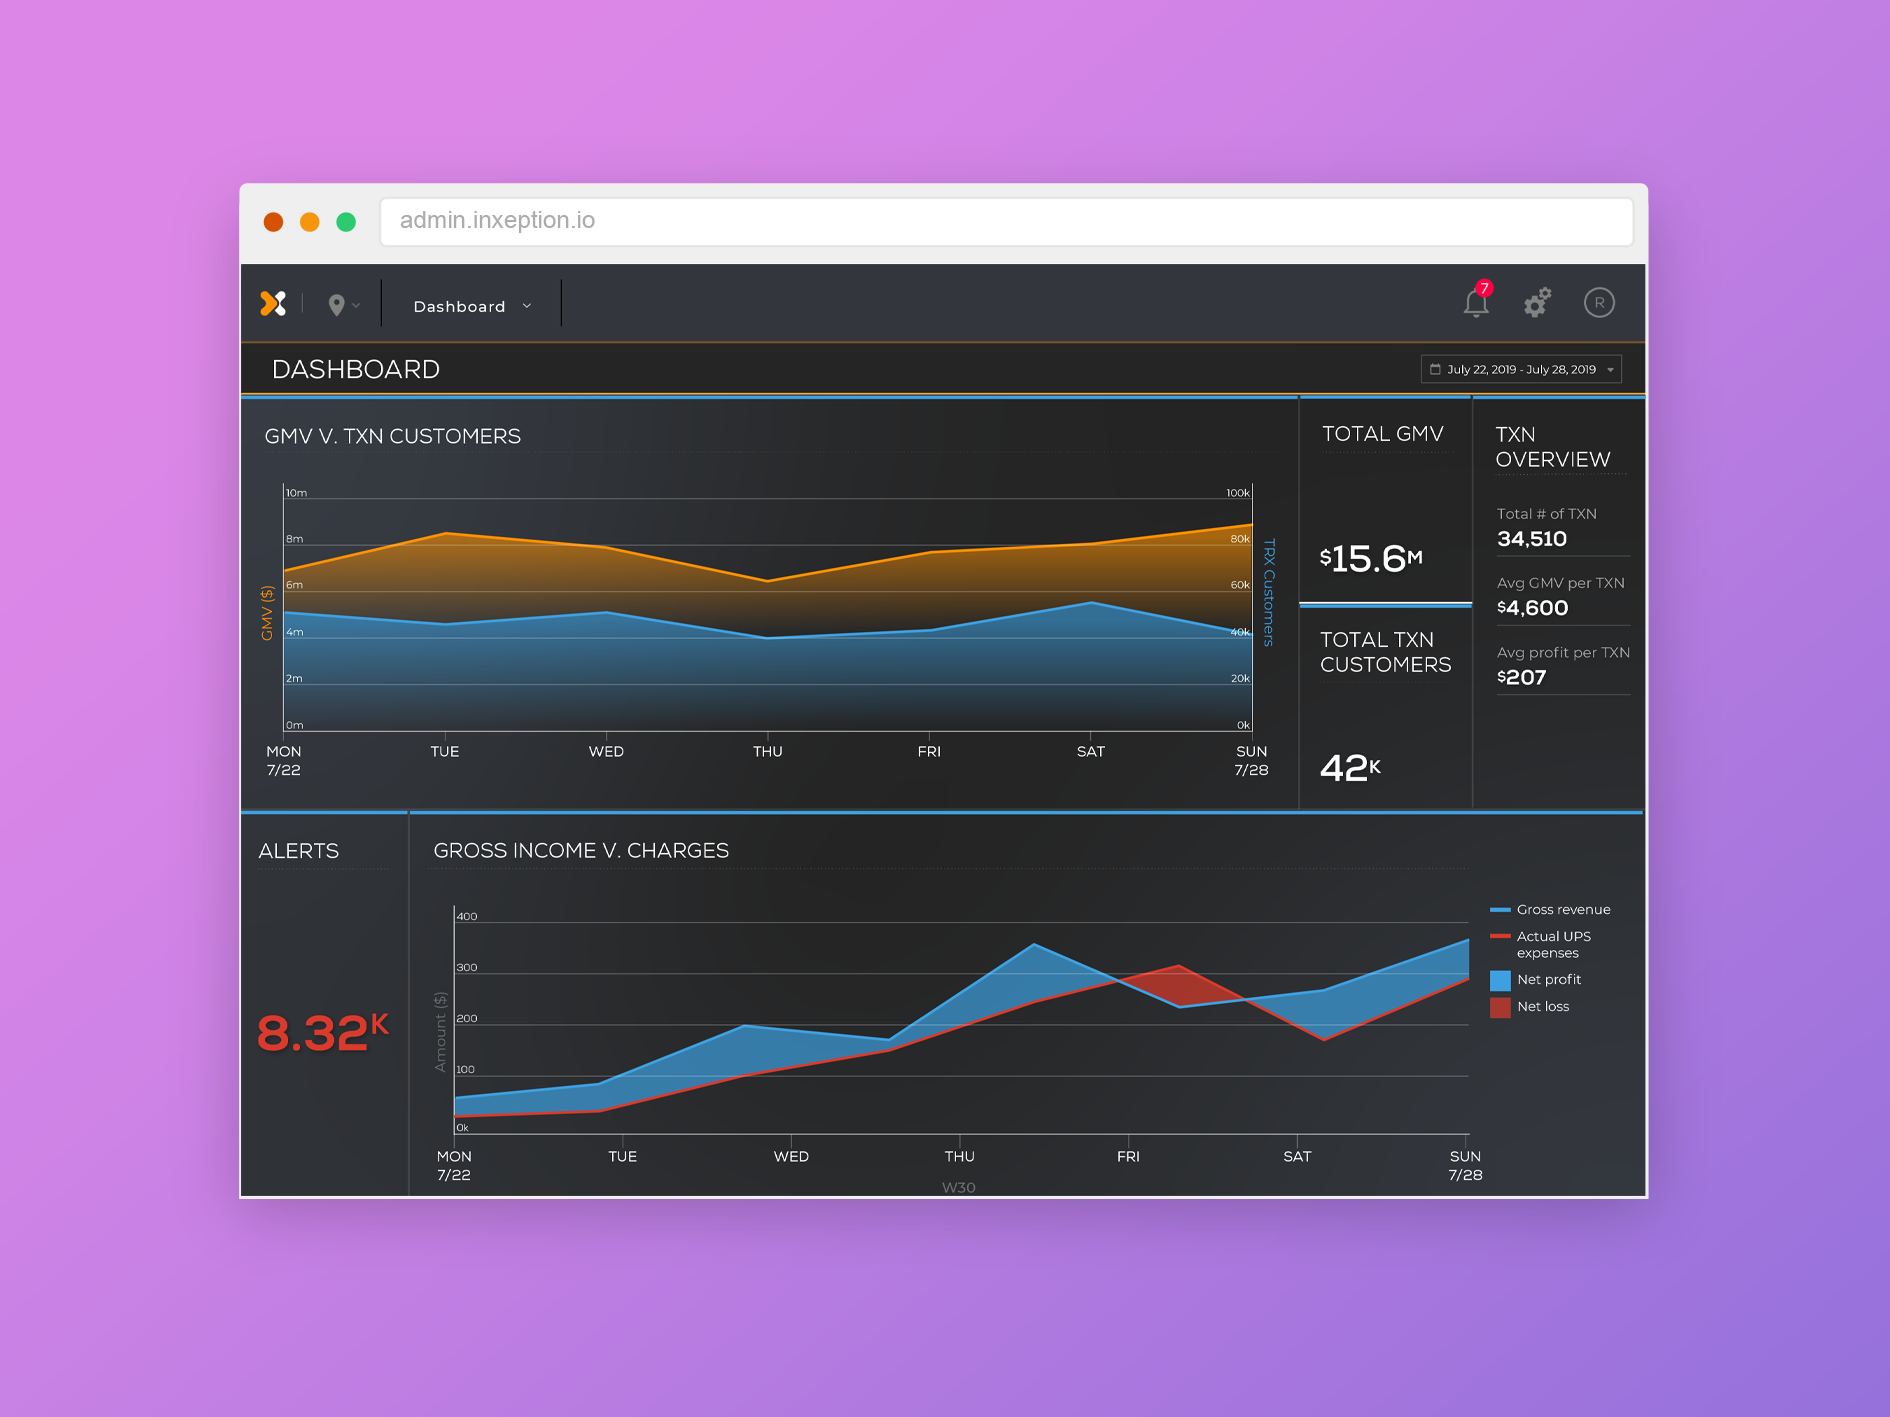 admin.inxeption.io
Dashboard
7
R
DASHBOARD
July 22, 2019 - July 28, 2019
GMV V. TXN CUSTOMERS
10m
8m
6m
4m
2m
0m
GMV ($)
100k
80k
60k
40k
20k
0k
TRX Customers
MON
7/22
TUE
WED
THU
FRI
SAT
SUN
7/28
TOTAL GMV
$15.6M
TOTAL TXN
CUSTOMERS
42K
TXN
OVERVIEW
Total # of TXN
34,510
Avg GMV per TXN
$4,600
Avg profit per TXN
$207
ALERTS
8.32K
GROSS INCOME V. CHARGES
400
300
200
100
0k
Amount ($)
MON
7/22
TUE
WED
THU
FRI
SAT
SUN
7/28
W30
Gross revenue
Actual UPS
expenses
Net profit
Net loss